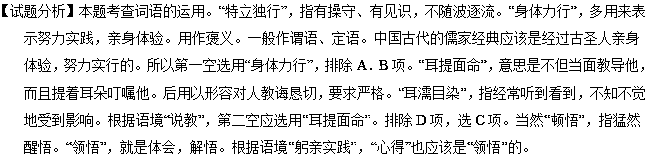 【试题分析】本题考查词语的运用。“特立独行”，指有操守、有见识，不随波逐流。“身体力行”，多用来表
示努力实践，亲身体验。用作褒义。一般作谓语、定语。中国古代的儒家经典应该是经过古圣人亲身
体验，努力实行的。所以第一空选用“身体力行”，排除 A．B 项。“耳提面命”，意思是不但当面教导他，
而且提着耳朵叮嘱他。后用以形容对人教诲恳切，要求严格。“耳濡目染”，指经常听到看到，不知不觉
地受到影响。根据语境“说教”，第二空应选用“耳提面命”。排除 D 项，选 C 项。当然“顿悟”，指猛然
醒悟。“领悟”，就是体会，解悟。根据语境“躬亲实践”，“心得”也应该是“领悟”的。